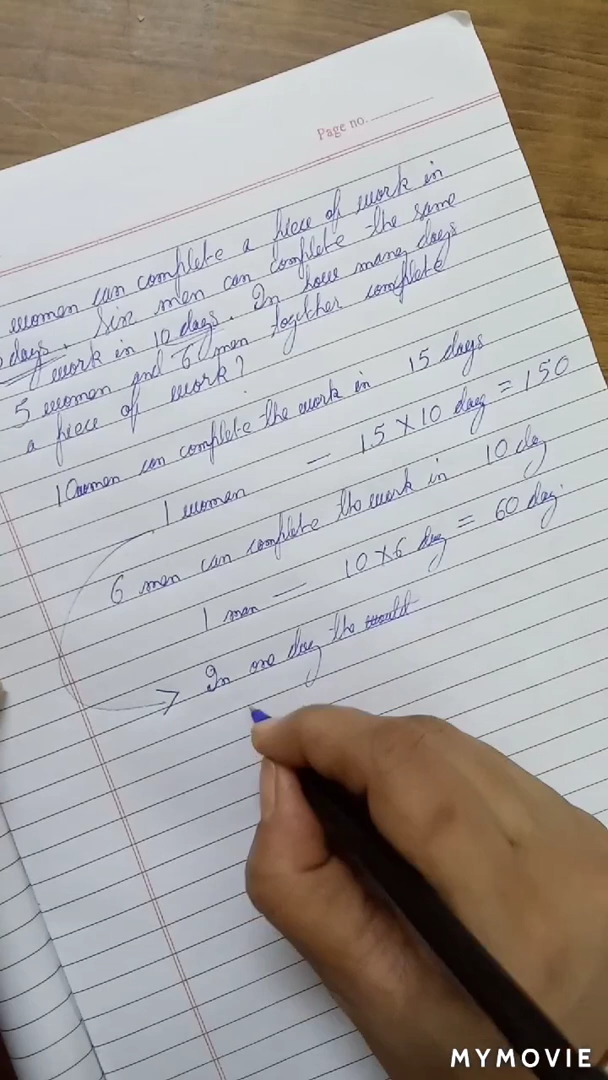 Page no.
women can complete a piece of work in
days. Six men can complete the same
work in 10 days. In how many days
5 women and 6 men together complete
a piece of work?
10 women can complete the work in 15 days
1 women — 15 × 10 day = 150
6 men can complete the work in 10 day
1 man — 10 × 6 day = 60 day.
In one day the
MYMOVIE